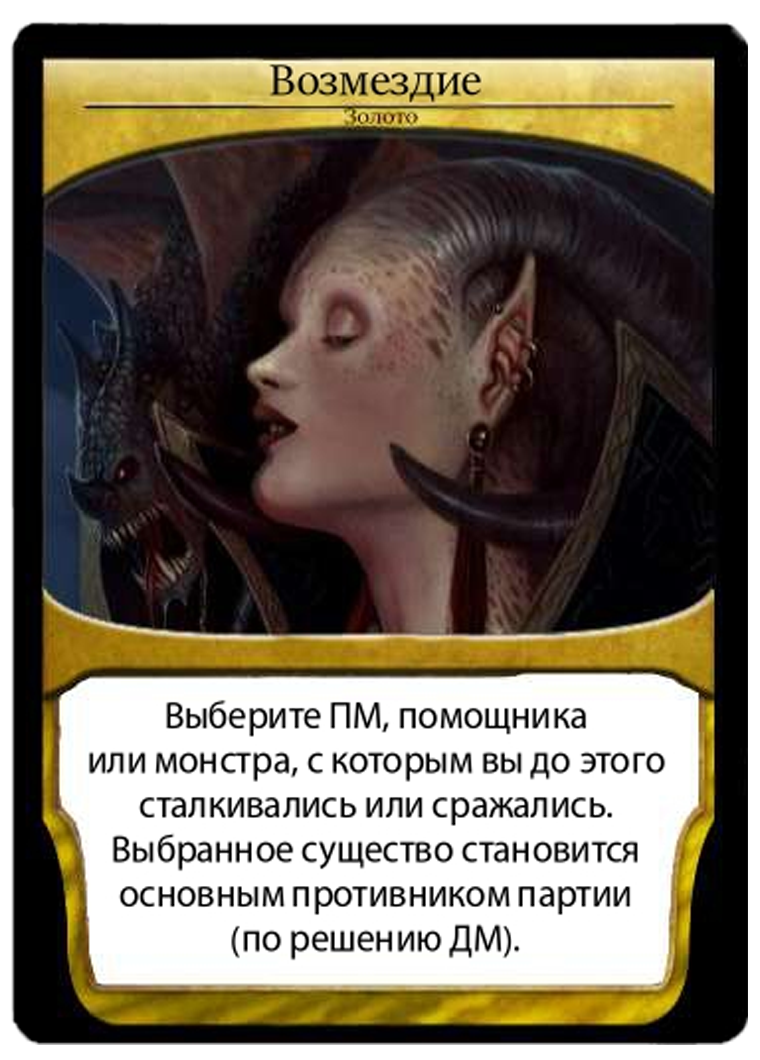 Возмездие
Золото
Выберите ПМ, помощника
или монстра, с которым вы до этого
сталкивались или сражались.
Выбранное существо становится
основным противником партии
(по решению ДМ).